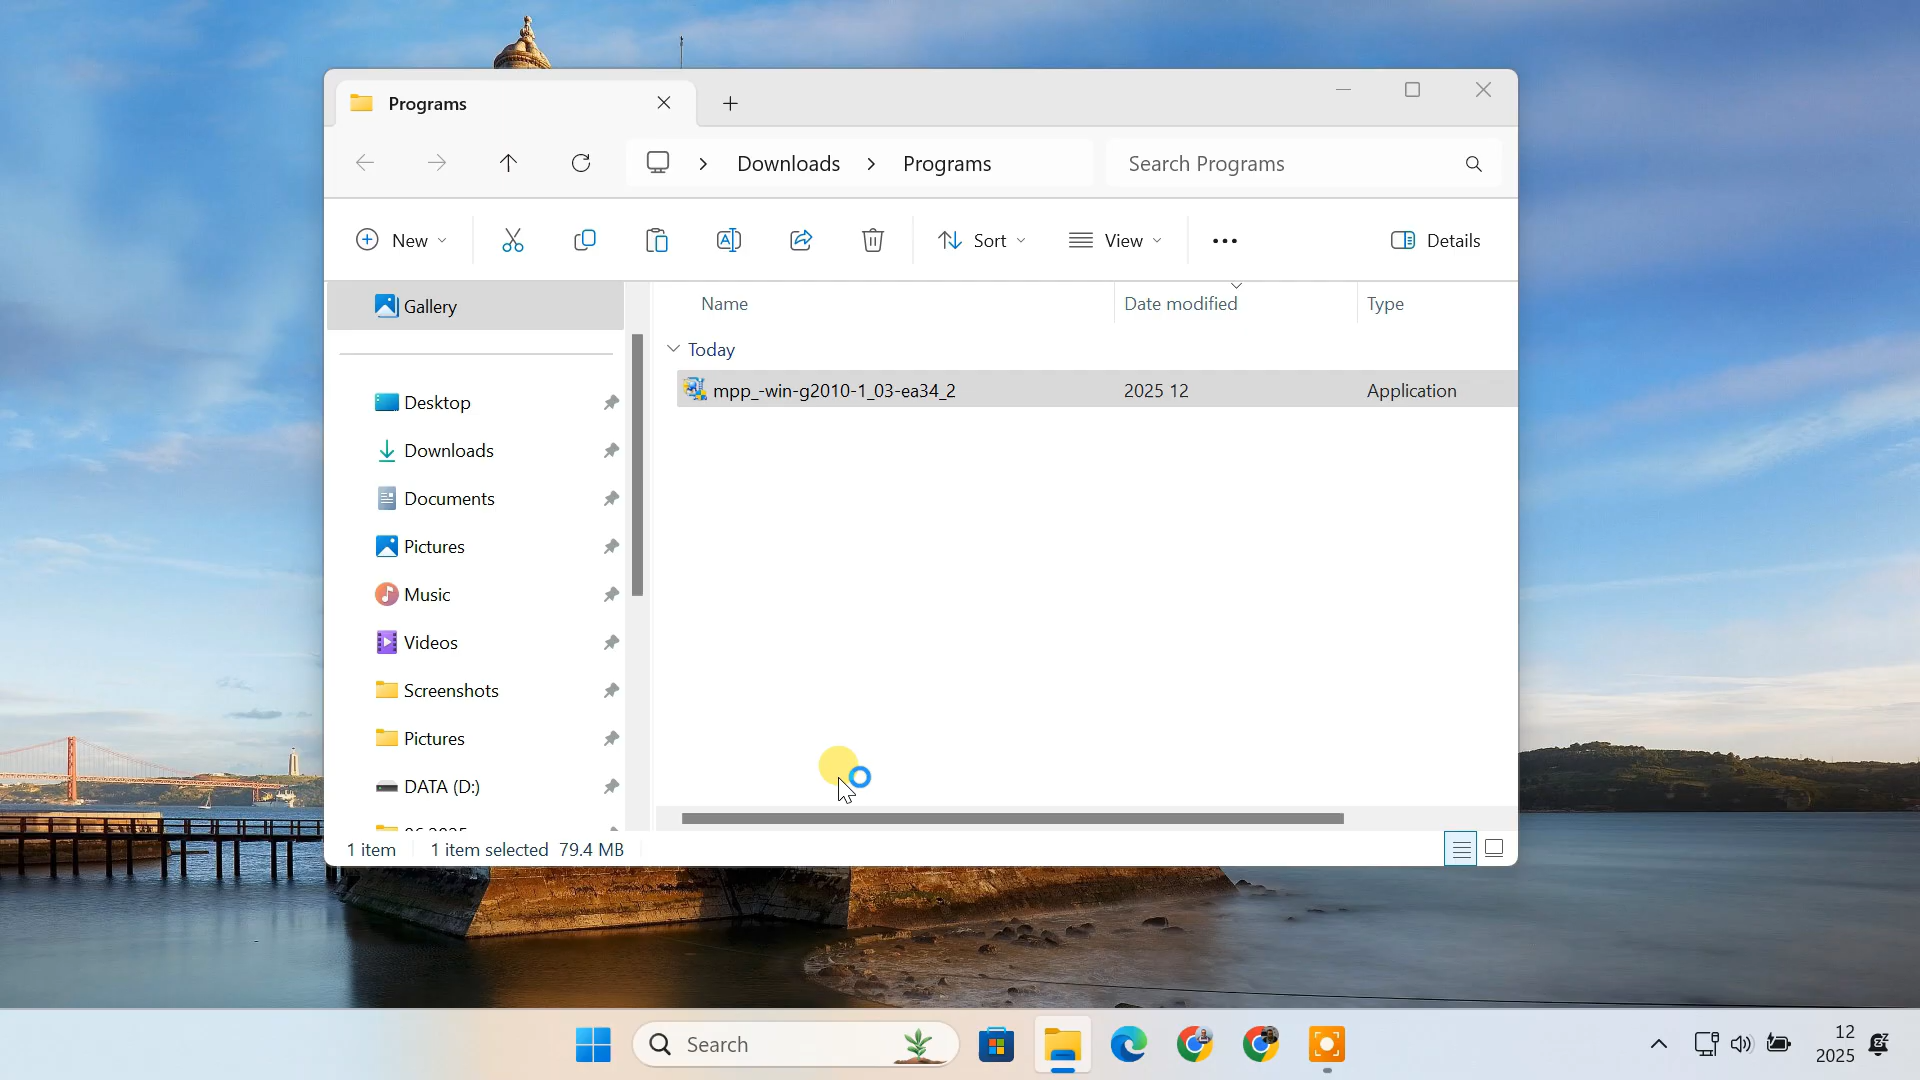 Programs
Downloads
Programs
Search Programs
New
Sort
View
Details
Gallery
Name
Date modified
Type
Today
mpp_-win-g2010-1_03-ea34_2
2025 12
Application
Desktop
Downloads
Documents
Pictures
Music
Videos
Screenshots
Pictures
DATA (D:)
06 2025
1 item
1 item selected 79.4 MB
Search
12
2025